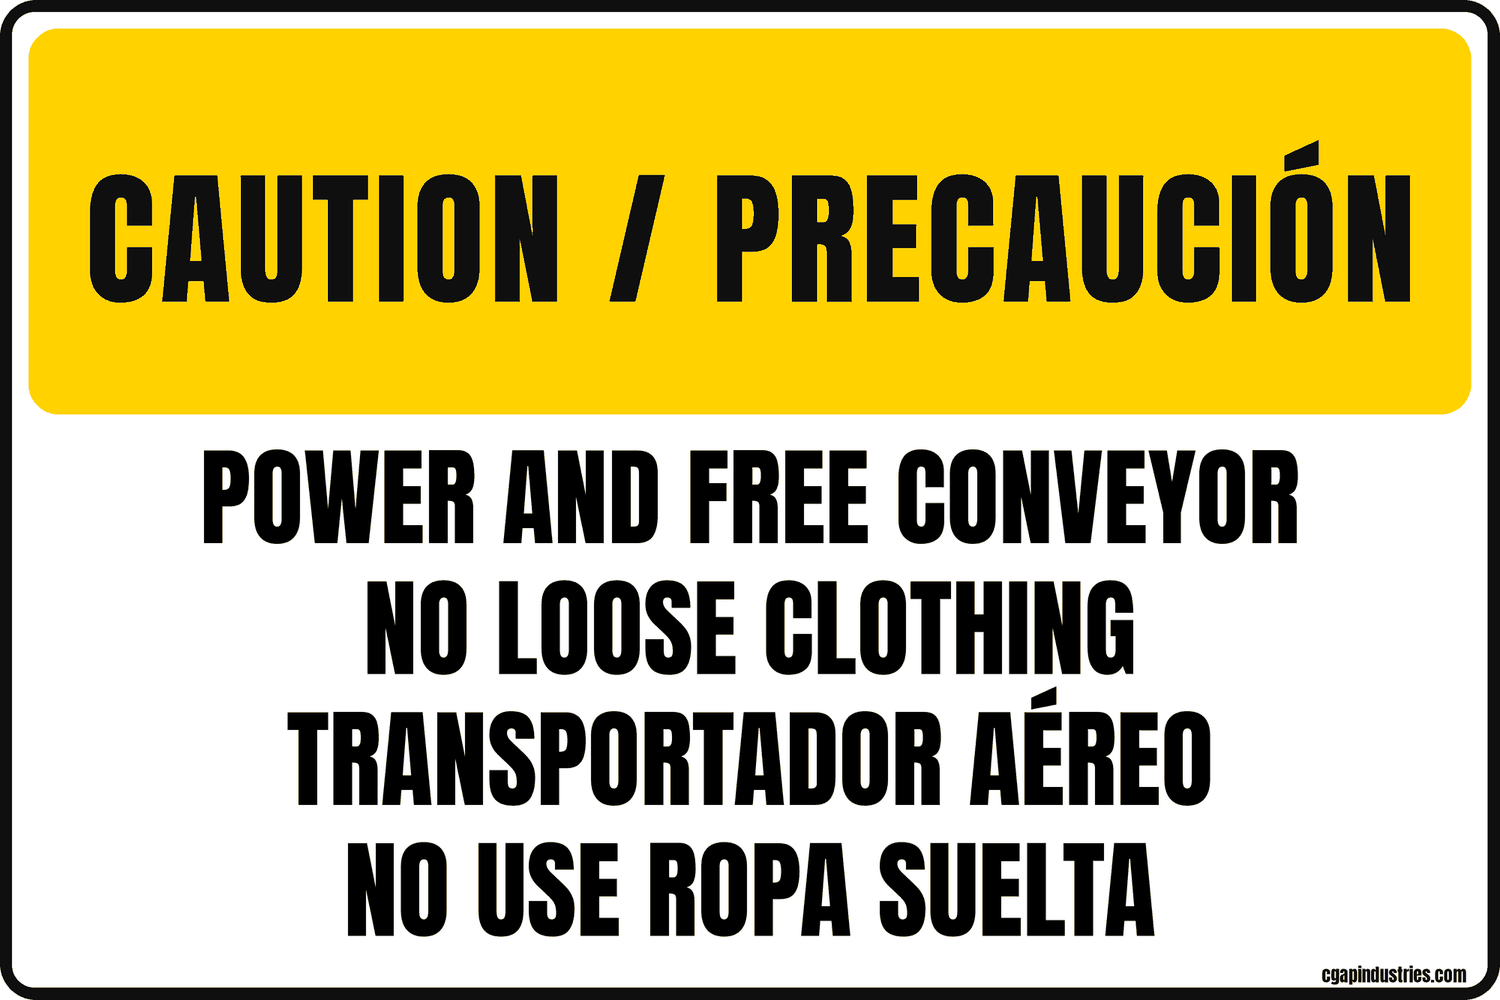 CAUTION / PRECAUCIÓN
POWER AND FREE CONVEYOR
NO LOOSE CLOTHING
TRANSPORTADOR AÉREO
NO USE ROPA SUELTA
cgapindustries.com